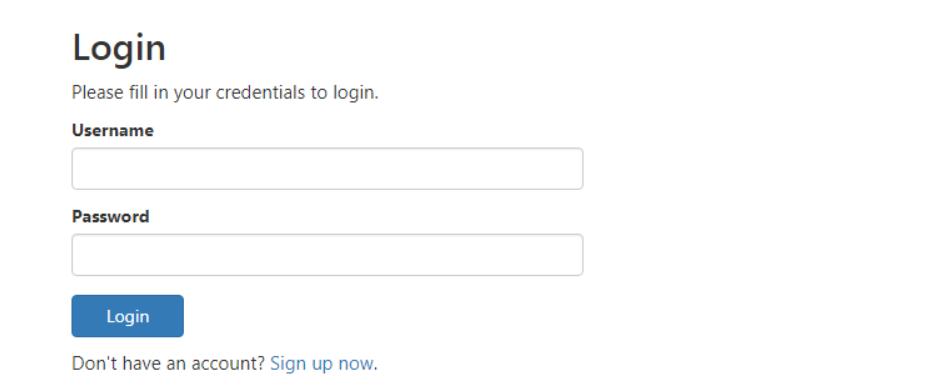 Login
Please fill in your credentials to login.
Username
Password
Login
Don't have an account? Sign up now.